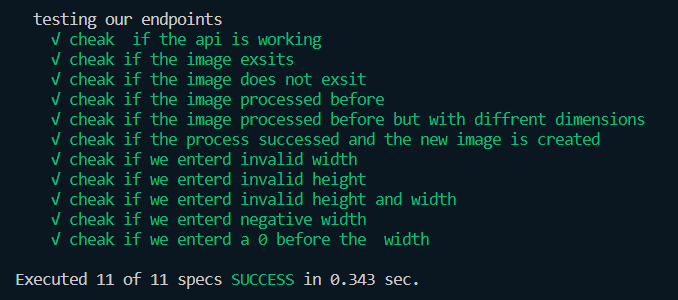 testing our endpoints
√ cheak  if the api is working
√ cheak if the image exsits
√ cheak if the image does not exsit
√ cheak if the image processed before
√ cheak if the image processed before but with diffrent dimensions
√ cheak if the process successed and the new image is created
√ cheak if we enterd invalid width
√ cheak if we enterd invalid height
√ cheak if we enterd invalid height and width
√ cheak if we enterd negative width
√ cheak if we enterd a 0 before the  width
Executed 11 of 11 specs SUCCESS in 0.343 sec.